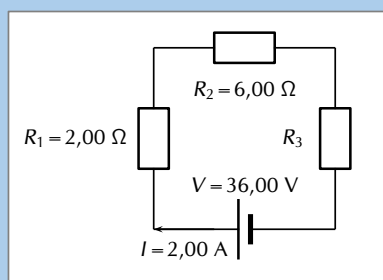 R₂ = 6,00 Ω
R₁ = 2,00 Ω
R₃
V = 36,00 V
I = 2,00 A